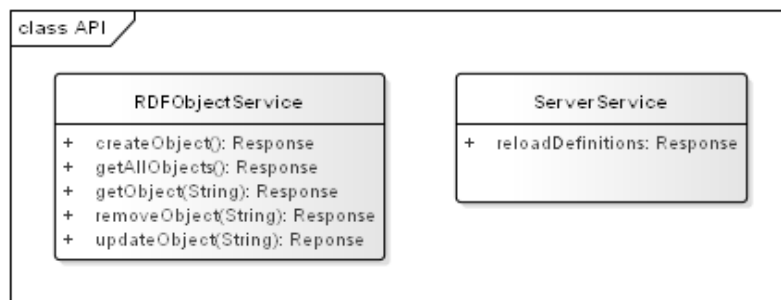 class API
RDFObjectService
+ createObject(): Response
+ getAllObjects(): Response
+ getObject(String): Response
+ removeObject(String): Response
+ updateObject(String): Reponse
ServerService
+ reloadDefinitions: Response